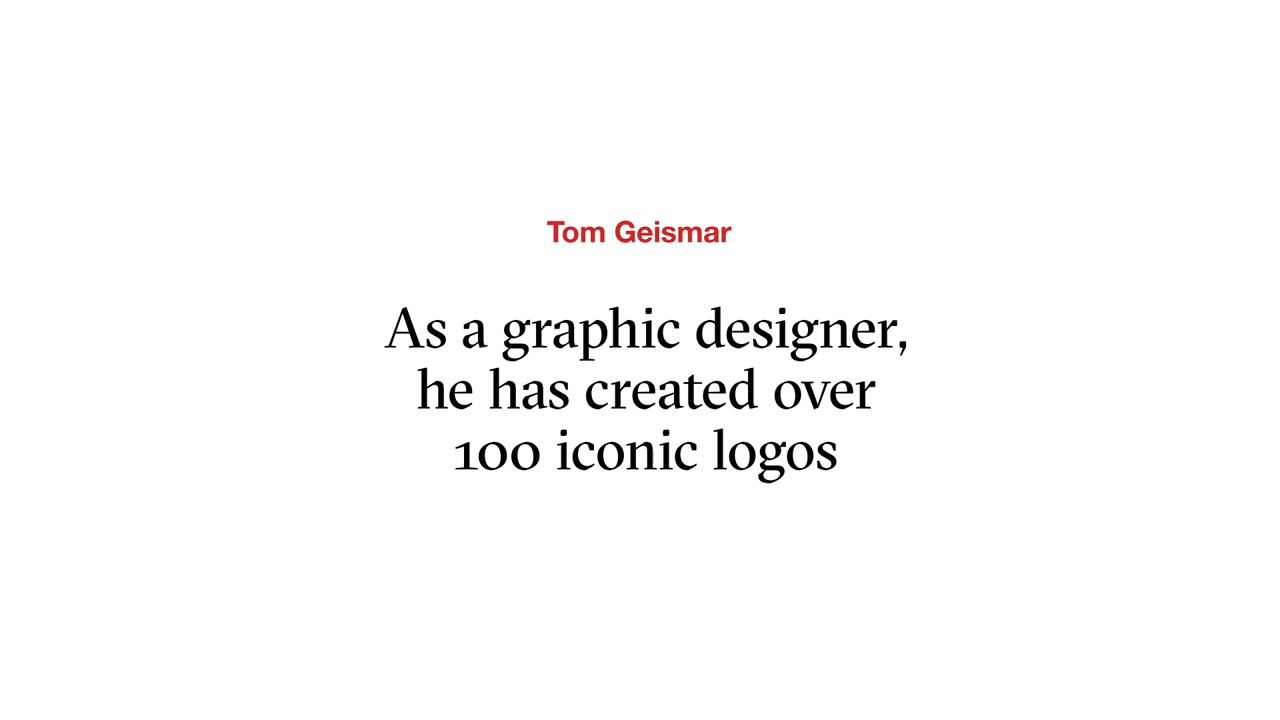 Tom Geismar
As a graphic designer,
he has created over
100 iconic logos